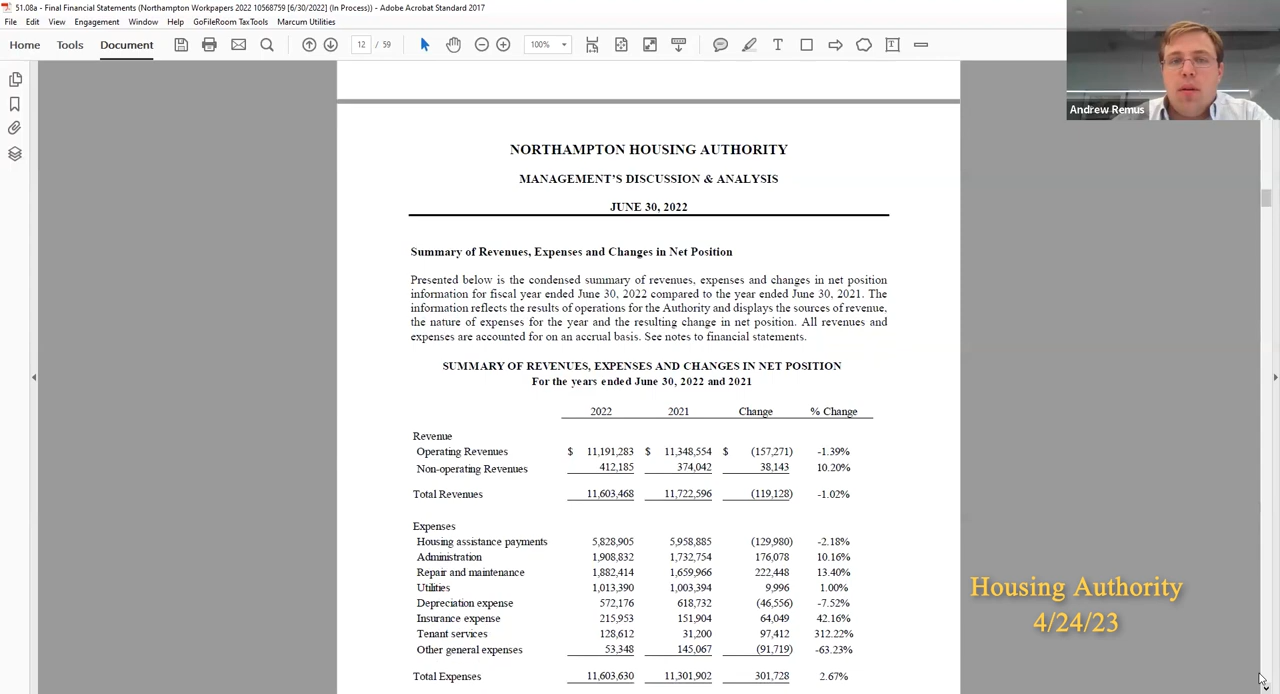 51.08a - Final Financial Statements (Northampton Workpapers 2022 10568759 [6/30/2022] (In Process)) - Adobe Acrobat Standard 2017
File Edit View Engagement Window Help GoFileRoom TaxTools Marcum Utilities
Home Tools Document 12 / 59 100%
Andrew Remus
NORTHAMPTON HOUSING AUTHORITY
MANAGEMENT'S DISCUSSION & ANALYSIS
JUNE 30, 2022
Summary of Revenues, Expenses and Changes in Net Position
Presented below is the condensed summary of revenues, expenses and changes in net position
information for fiscal year ended June 30, 2022 compared to the year ended June 30, 2021. The
information reflects the results of operations for the Authority and displays the sources of revenue,
the nature of expenses for the year and the resulting change in net position. All revenues and
expenses are accounted for on an accrual basis. See notes to financial statements.
SUMMARY OF REVENUES, EXPENSES AND CHANGES IN NET POSITION
For the years ended June 30, 2022 and 2021
2022 2021 Change % Change
Revenue
Operating Revenues $ 11,191,283 $ 11,348,554 $ (157,271) -1.39%
Non-operating Revenues 412,185 374,042 38,143 10.20%
Total Revenues 11,603,468 11,722,596 (119,128) -1.02%
Expenses
Housing assistance payments 5,828,905 5,958,885 (129,980) -2.18%
Administration 1,908,832 1,732,754 176,078 10.16%
Repair and maintenance 1,882,414 1,659,966 222,448 13.40%
Utilities 1,013,390 1,003,394 9,996 1.00%
Depreciation expense 572,176 618,732 (46,556) -7.52%
Insurance expense 215,953 151,904 64,049 42.16%
Tenant services 128,612 31,200 97,412 312.22%
Other general expenses 53,348 145,067 (91,719) -63.23%
Total Expenses 11,603,630 11,301,902 301,728 2.67%
Housing Authority
4/24/23